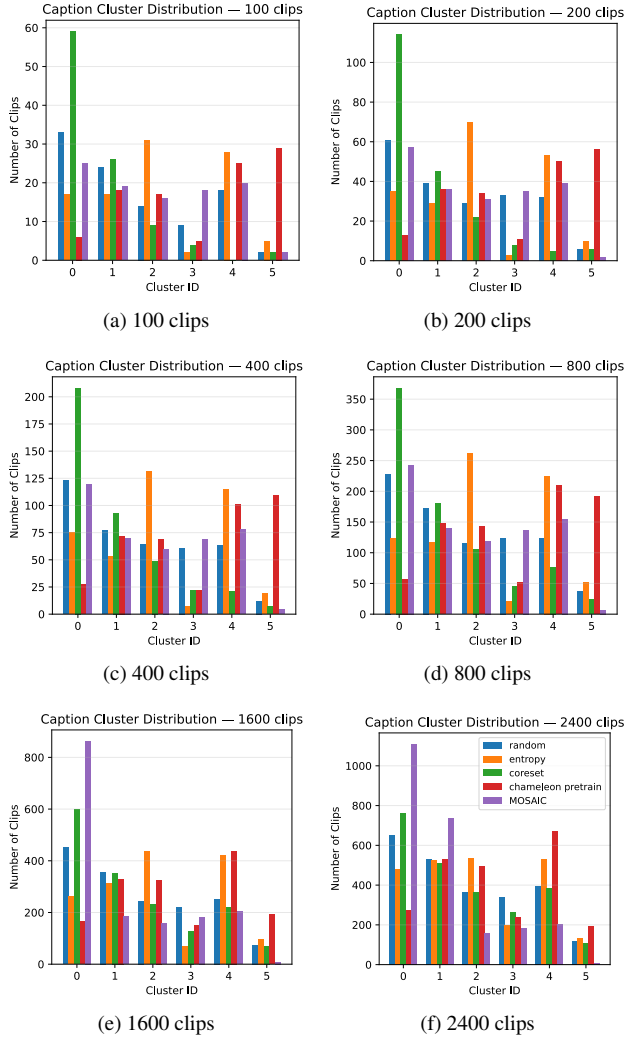 Caption Cluster Distribution — 100 clips
60
50
40
30
20
10
0
Number of Clips
0 1 2 3 4 5
Cluster ID
(a) 100 clips
Caption Cluster Distribution — 200 clips
100
80
60
40
20
0
Number of Clips
0 1 2 3 4 5
Cluster ID
(b) 200 clips
Caption Cluster Distribution — 400 clips
200
175
150
125
100
75
50
25
0
Number of Clips
0 1 2 3 4 5
Cluster ID
(c) 400 clips
Caption Cluster Distribution — 800 clips
350
300
250
200
150
100
50
0
Number of Clips
0 1 2 3 4 5
Cluster ID
(d) 800 clips
Caption Cluster Distribution — 1600 clips
800
600
400
200
0
Number of Clips
0 1 2 3 4 5
Cluster ID
(e) 1600 clips
Caption Cluster Distribution — 2400 clips
random
entropy
coreset
chameleon pretrain
MOSAIC
1000
800
600
400
200
0
Number of Clips
0 1 2 3 4 5
Cluster ID
(f) 2400 clips